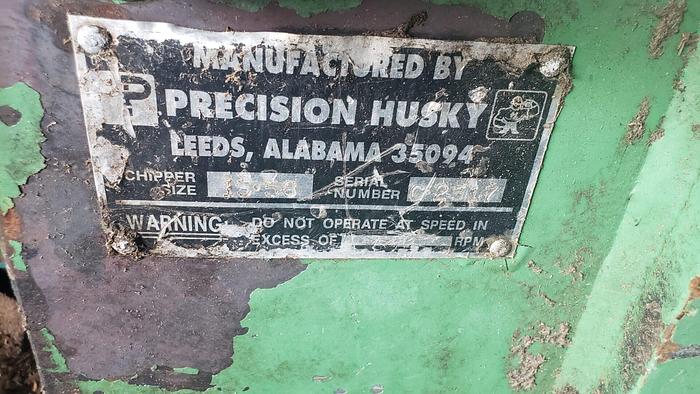 MANUFACTURED BY
PRECISION HUSKY
LEEDS, ALABAMA 35094
CHIPPER SIZE SERIAL NUMBER
WARNING DO NOT OPERATE AT SPEED IN
EXCESS OF RPM